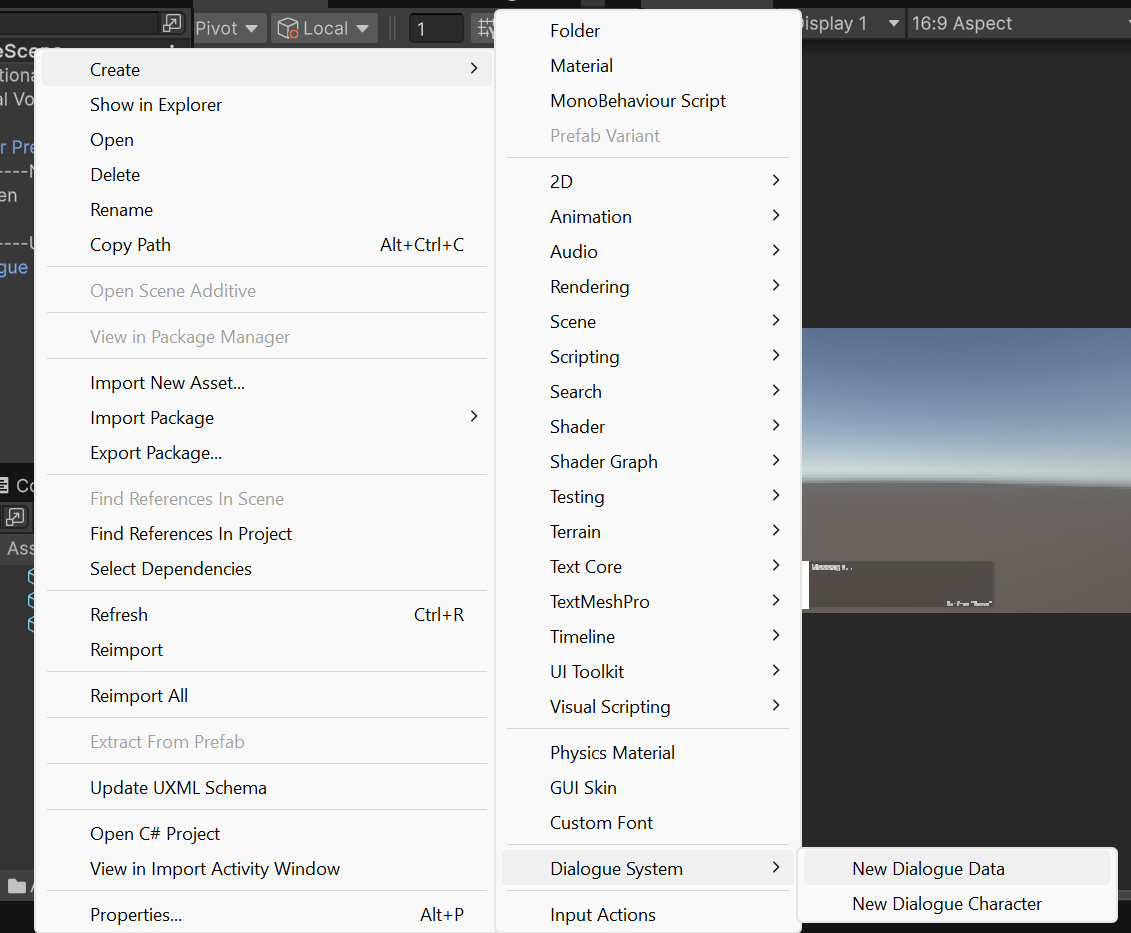 Pivot
Local
1
isplay 1
16:9 Aspect
eScene
tiona
al Vo
r Pre
en
gue
Co
Ass
Create
Show in Explorer
Open
Delete
Rename
Copy Path Alt+Ctrl+C
Open Scene Additive
View in Package Manager
Import New Asset...
Import Package
Export Package...
Find References In Scene
Find References In Project
Select Dependencies
Refresh Ctrl+R
Reimport
Reimport All
Extract From Prefab
Update UXML Schema
Open C# Project
View in Import Activity Window
Properties... Alt+P
Folder
Material
MonoBehaviour Script
Prefab Variant
2D
Animation
Audio
Rendering
Scene
Scripting
Search
Shader
Shader Graph
Testing
Terrain
Text Core
TextMeshPro
Timeline
UI Toolkit
Visual Scripting
Physics Material
GUI Skin
Custom Font
Dialogue System
Input Actions
New Dialogue Data
New Dialogue Character